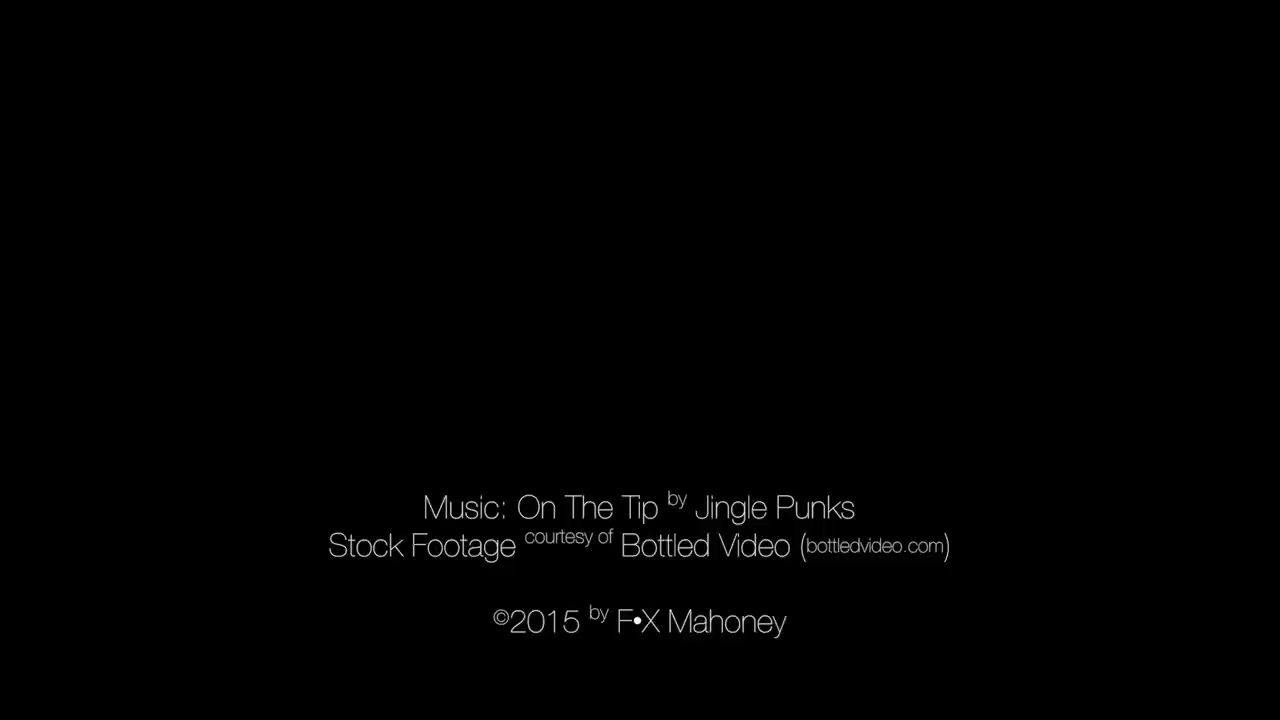 Music: On The Tip by Jingle Punks
Stock Footage courtesy of Bottled Video (bottledvideo.com)
©2015 by F•X Mahoney